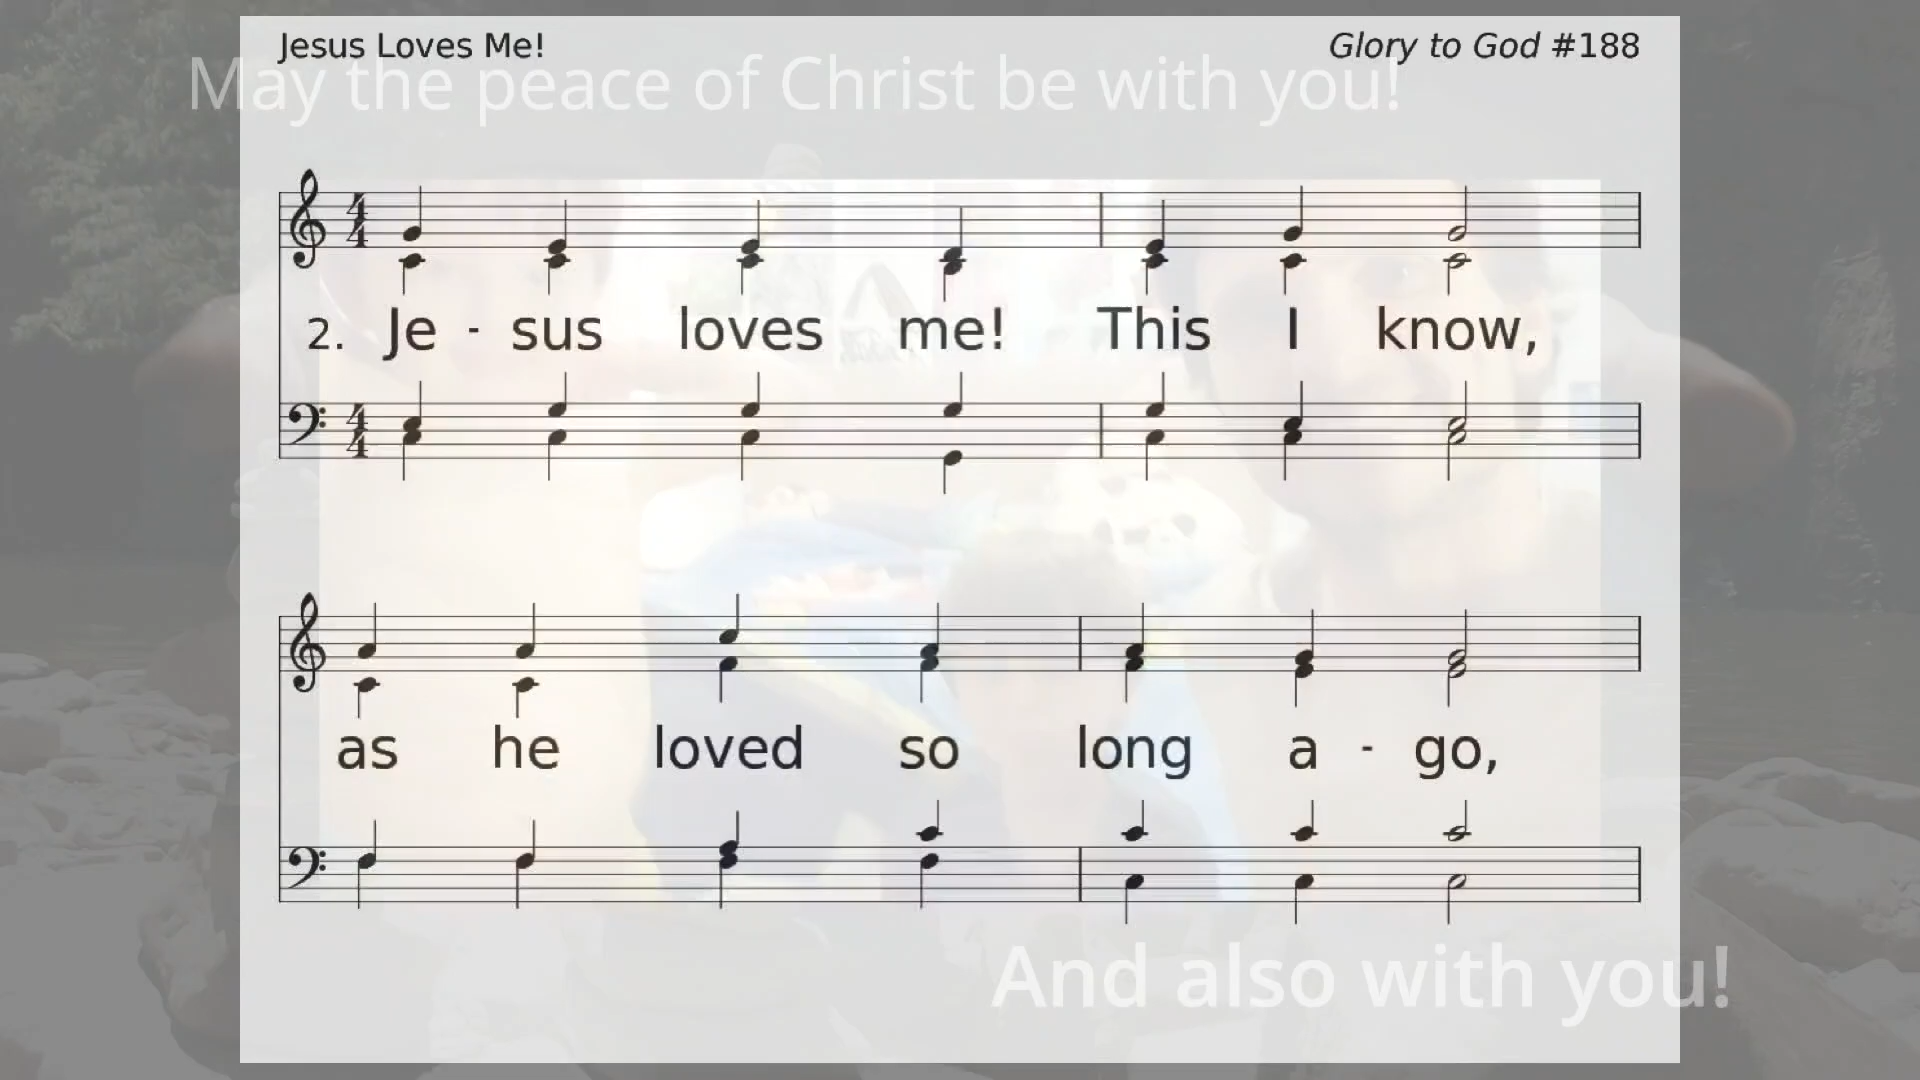 Jesus Loves Me! Glory to God #188
May the peace of Christ be with you!
2. Je - sus loves me! This I know,
as he loved so long a - go,
And also with you!